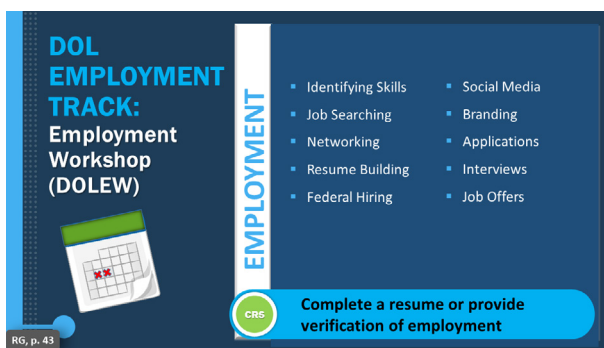 DOL
EMPLOYMENT
TRACK:
Employment
Workshop
(DOLEW)
EMPLOYMENT
Identifying Skills
Job Searching
Networking
Resume Building
Federal Hiring
Social Media
Branding
Applications
Interviews
Job Offers
CRS
Complete a resume or provide
verification of employment
RG, p. 43